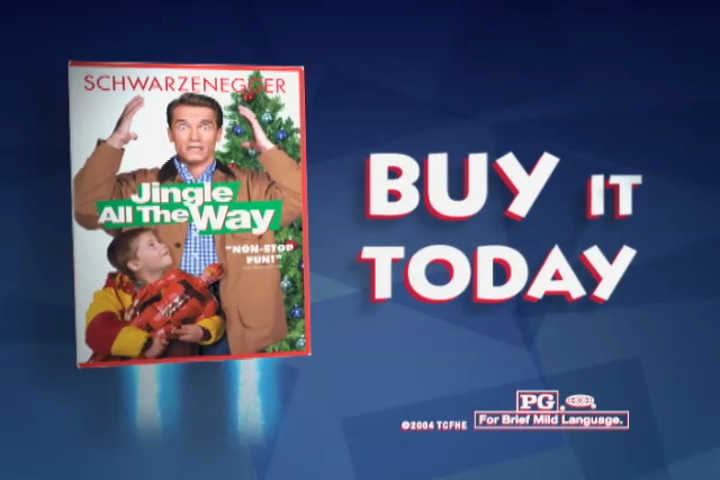 SCHWARZENEGGER
Jingle
All The Way
"NON-STOP
FUN!"
BUY IT
TODAY
©2004 TCFHE
PG
For Brief Mild Language.